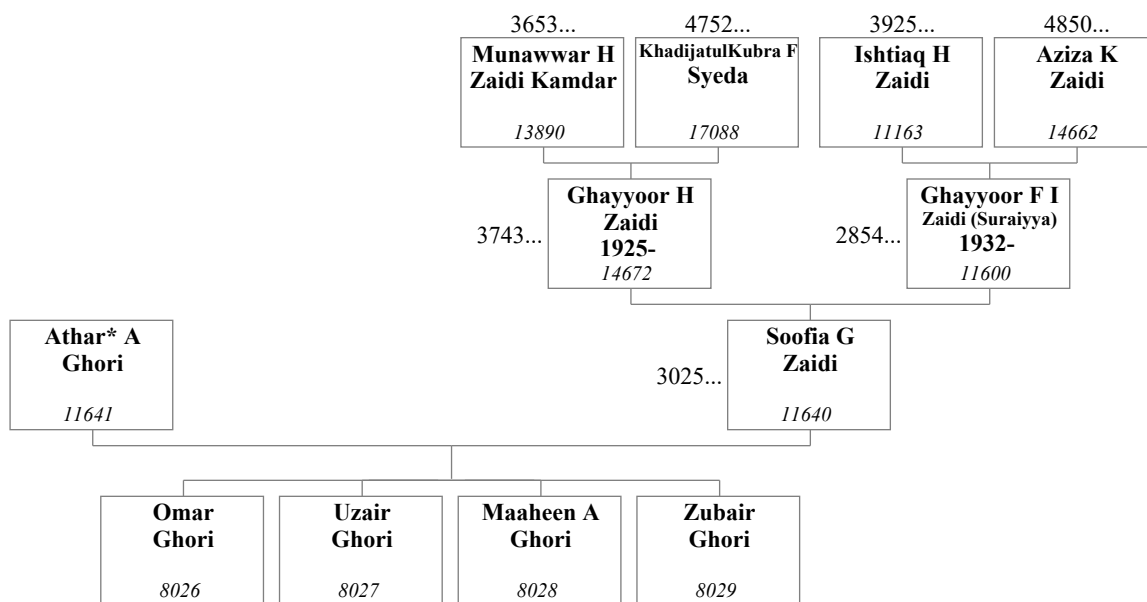 3653...
4752...
3925...
4850...
Munawwar H
Zaidi Kamdar
13890
KhadijatulKubra F
Syeda
17088
Ishtiaq H
Zaidi
11163
Aziza K
Zaidi
14662
3743...
Ghayyoor H
Zaidi
1925-
14672
2854...
Ghayyoor F I
Zaidi (Suraiyya)
1932-
11600
Athar* A
Ghori
11641
3025...
Soofia G
Zaidi
11640
Omar
Ghori
8026
Uzair
Ghori
8027
Maaheen A
Ghori
8028
Zubair
Ghori
8029